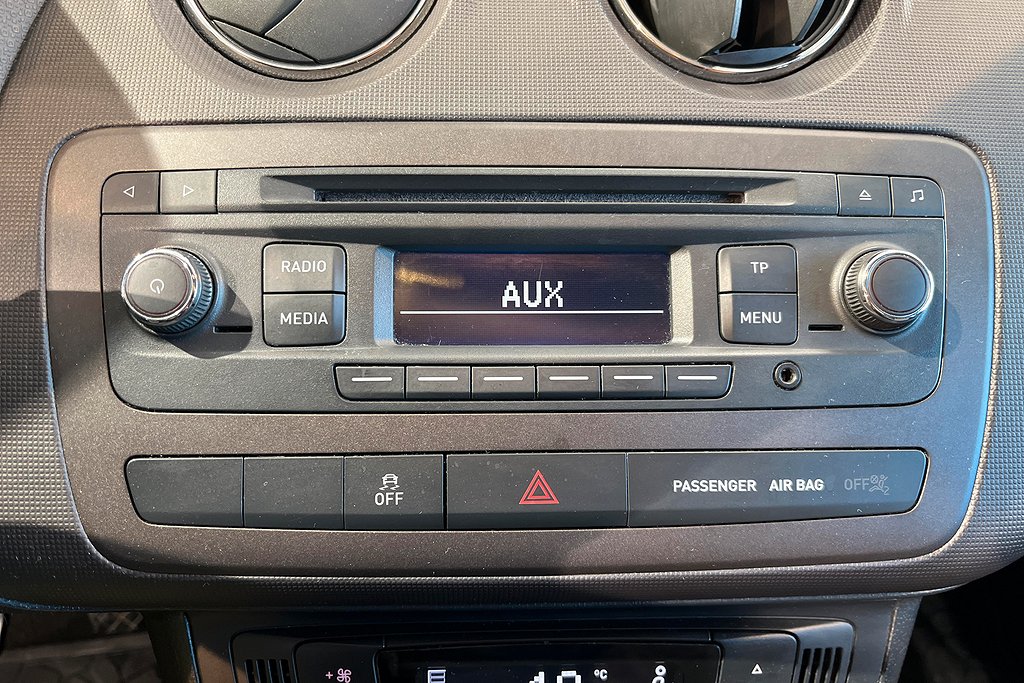 RADIO
TP
AUX
MEDIA
MENU
OFF
PASSENGER AIR BAG OFF
°C